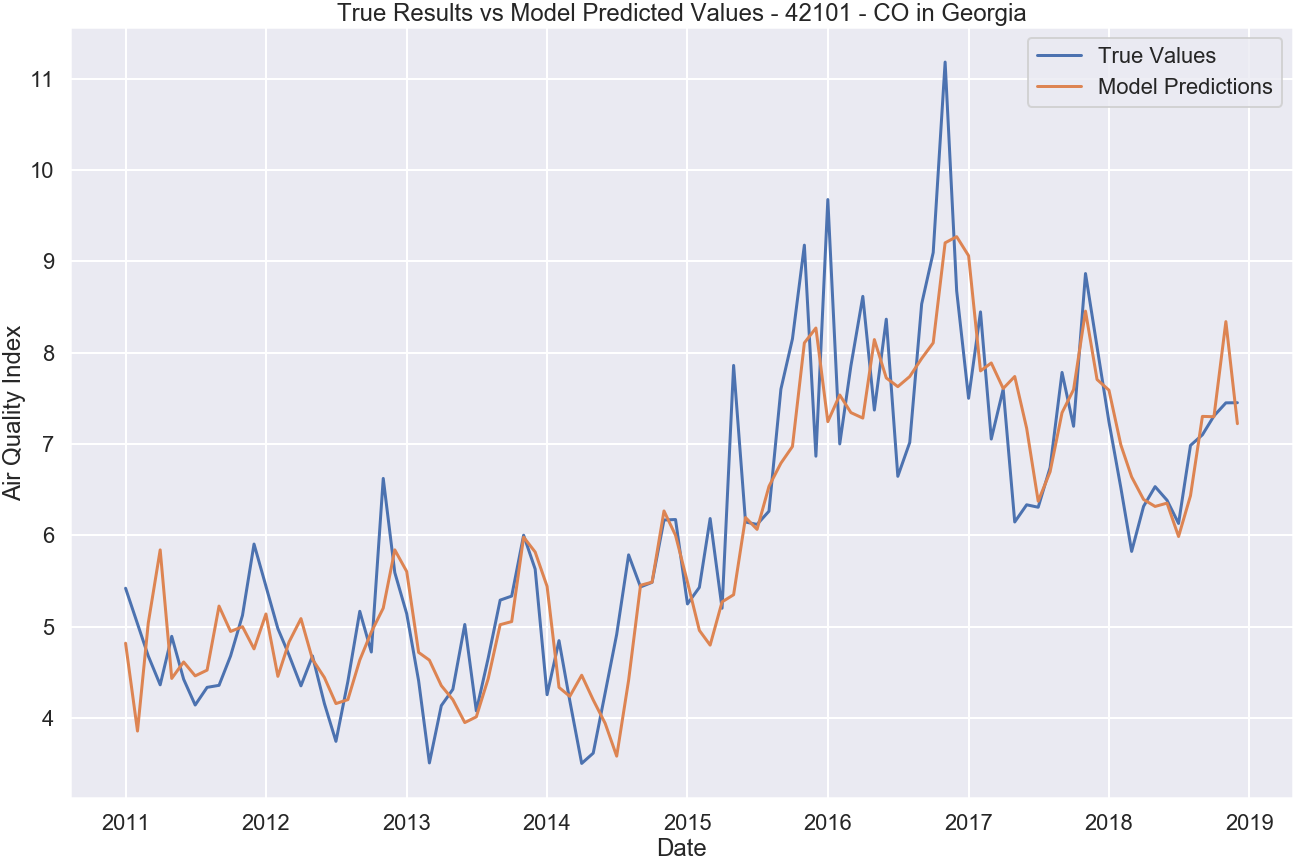 True Results vs Model Predicted Values - 42101 - CO in Georgia
True Values
Model Predictions
Air Quality Index
11
10
9
8
7
6
5
4
2011 2012 2013 2014 2015 2016 2017 2018 2019
Date